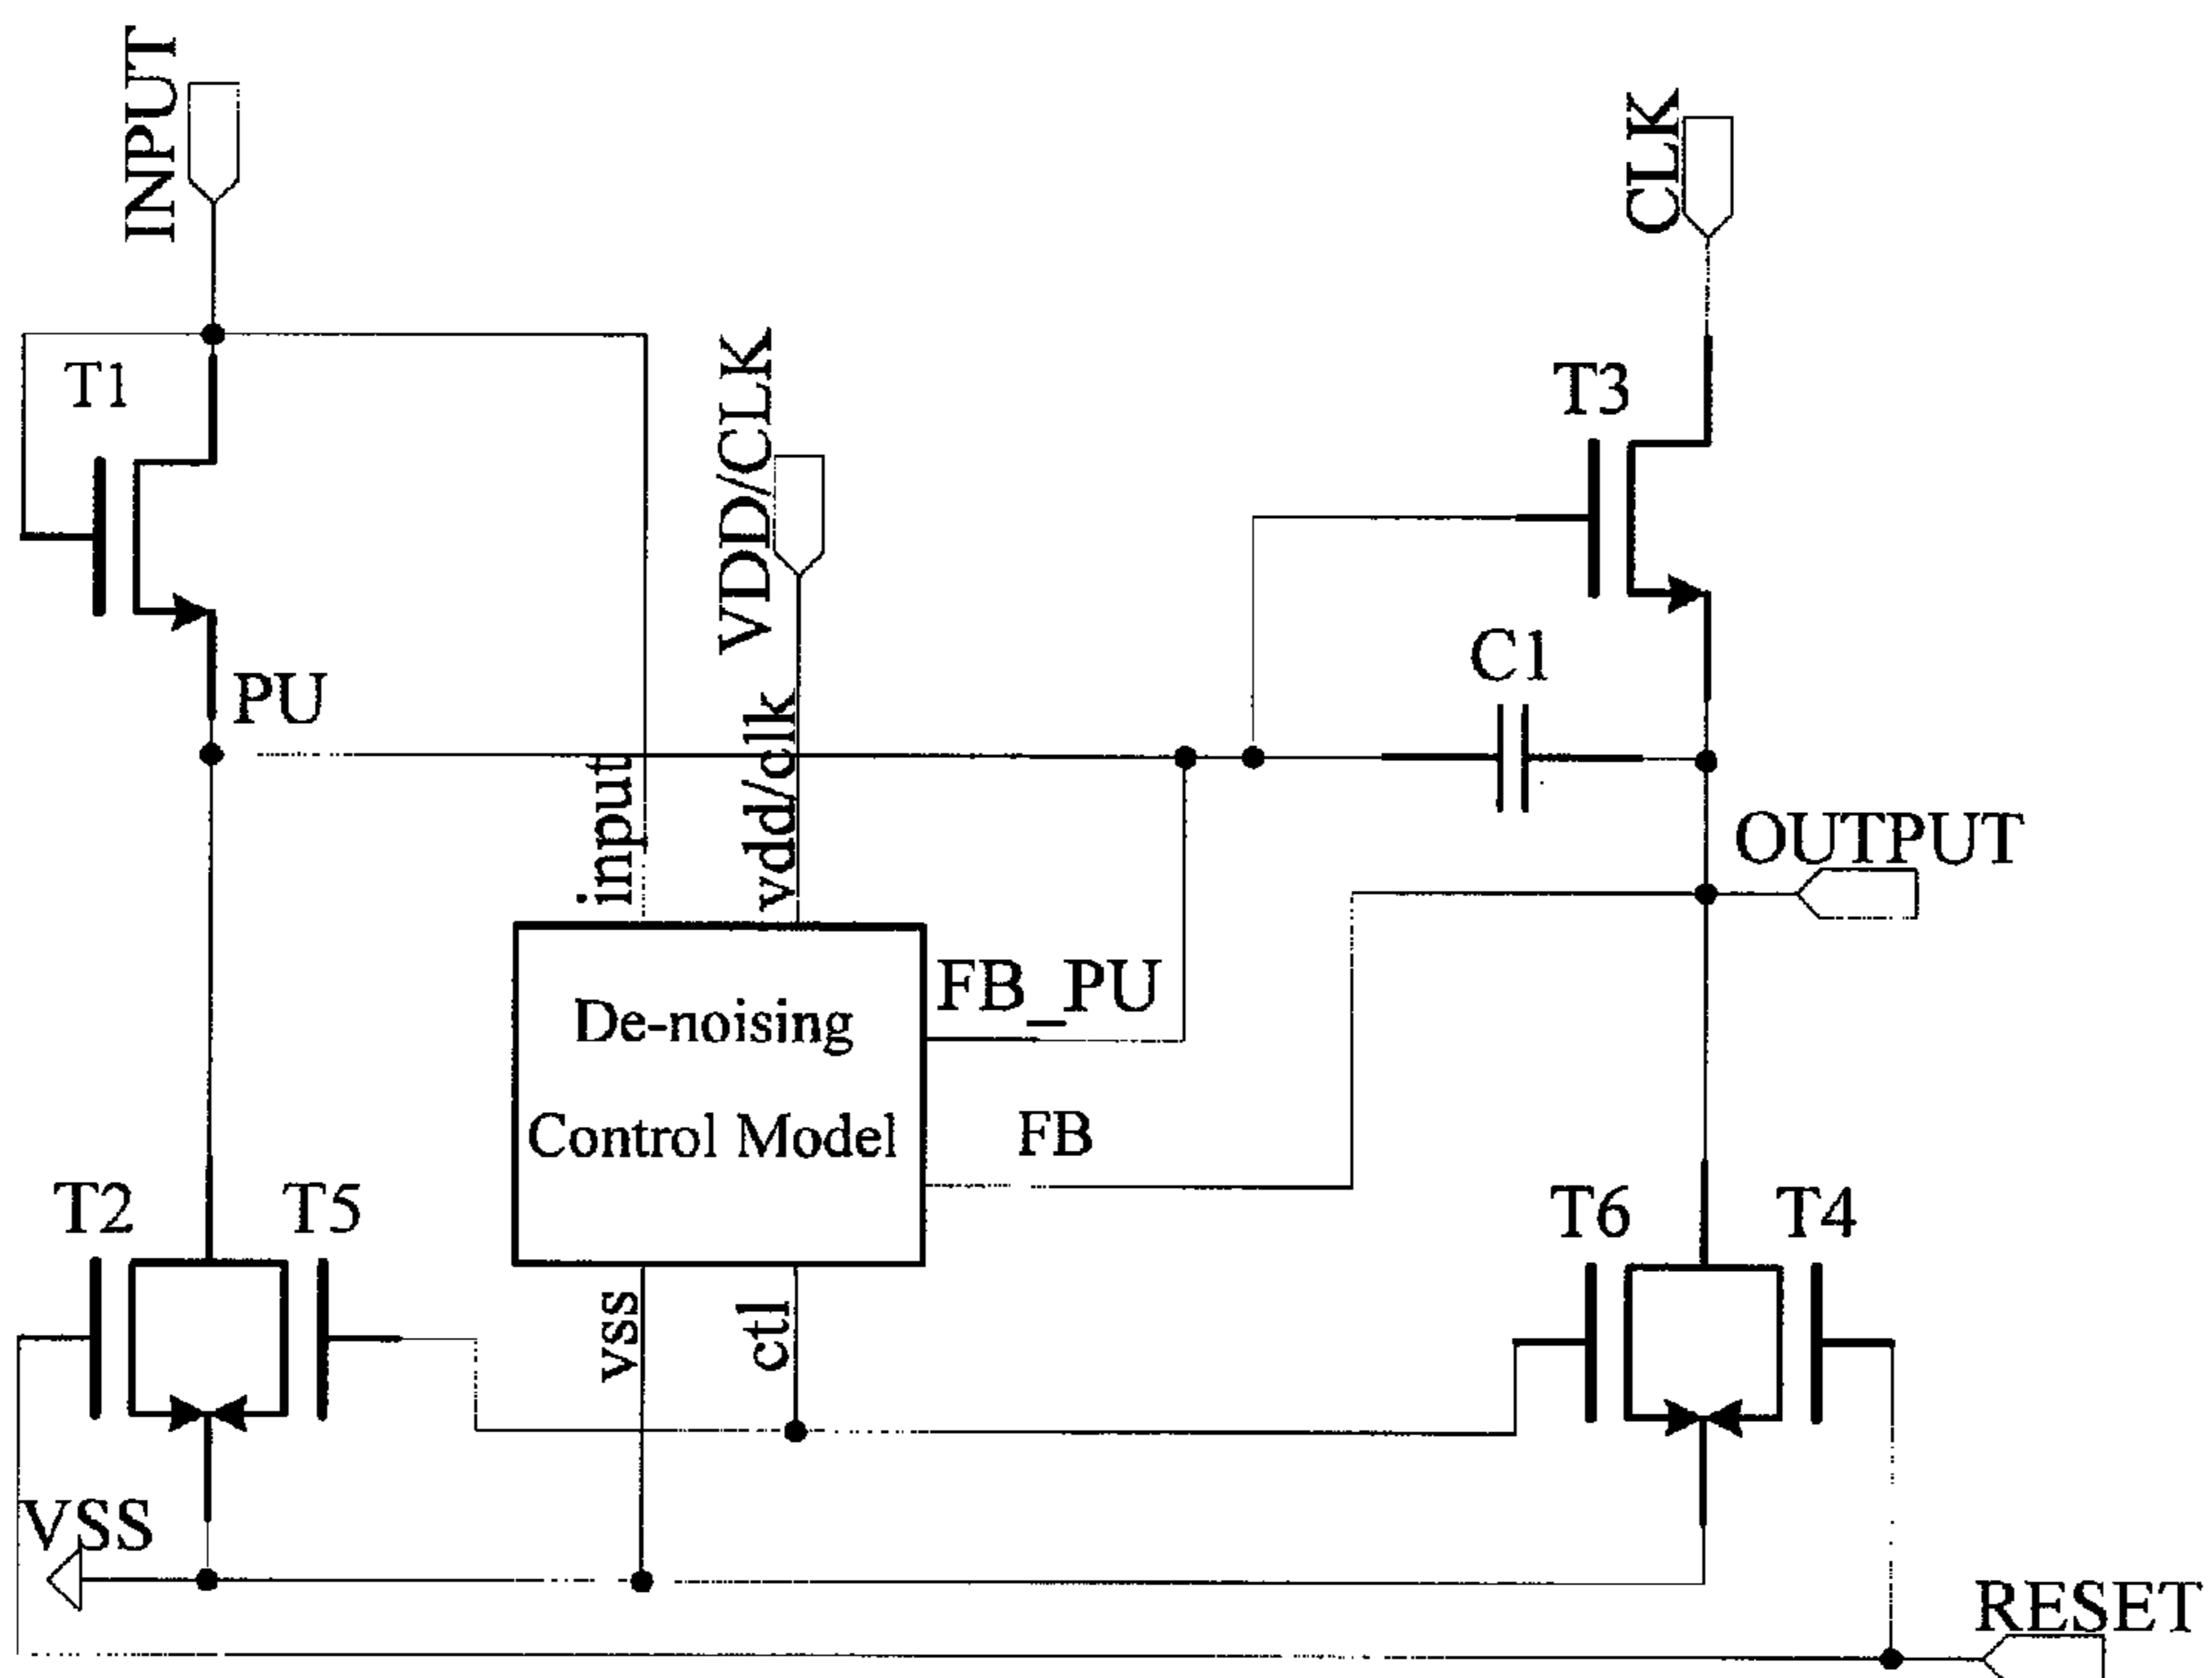 INPUT
CLK
T1
VDD/CLK
T3
C1
PU
input
vdd/clk
OUTPUT
FB_PU
De-noising
Control Model
FB
T2
T5
T6
T4
vss
ctl
VSS
RESET